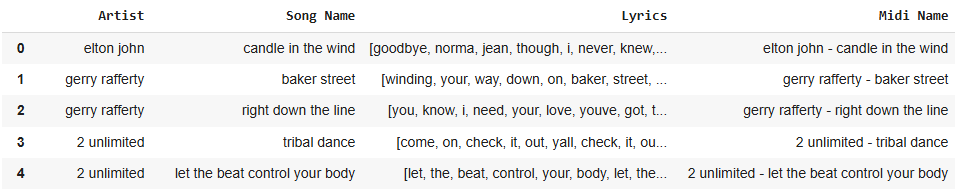 Artist Song Name Lyrics Midi Name
0 elton john candle in the wind [goodbye, norma, jean, though, i, never, knew,... elton john - candle in the wind
1 gerry rafferty baker street [winding, your, way, down, on, baker, street, ... gerry rafferty - baker street
2 gerry rafferty right down the line [you, know, i, need, your, love, youve, got, t... gerry rafferty - right down the line
3 2 unlimited tribal dance [come, on, check, it, out, yall, check, it, ou... 2 unlimited - tribal dance
4 2 unlimited let the beat control your body [let, the, beat, control, your, body, let, the... 2 unlimited - let the beat control your body